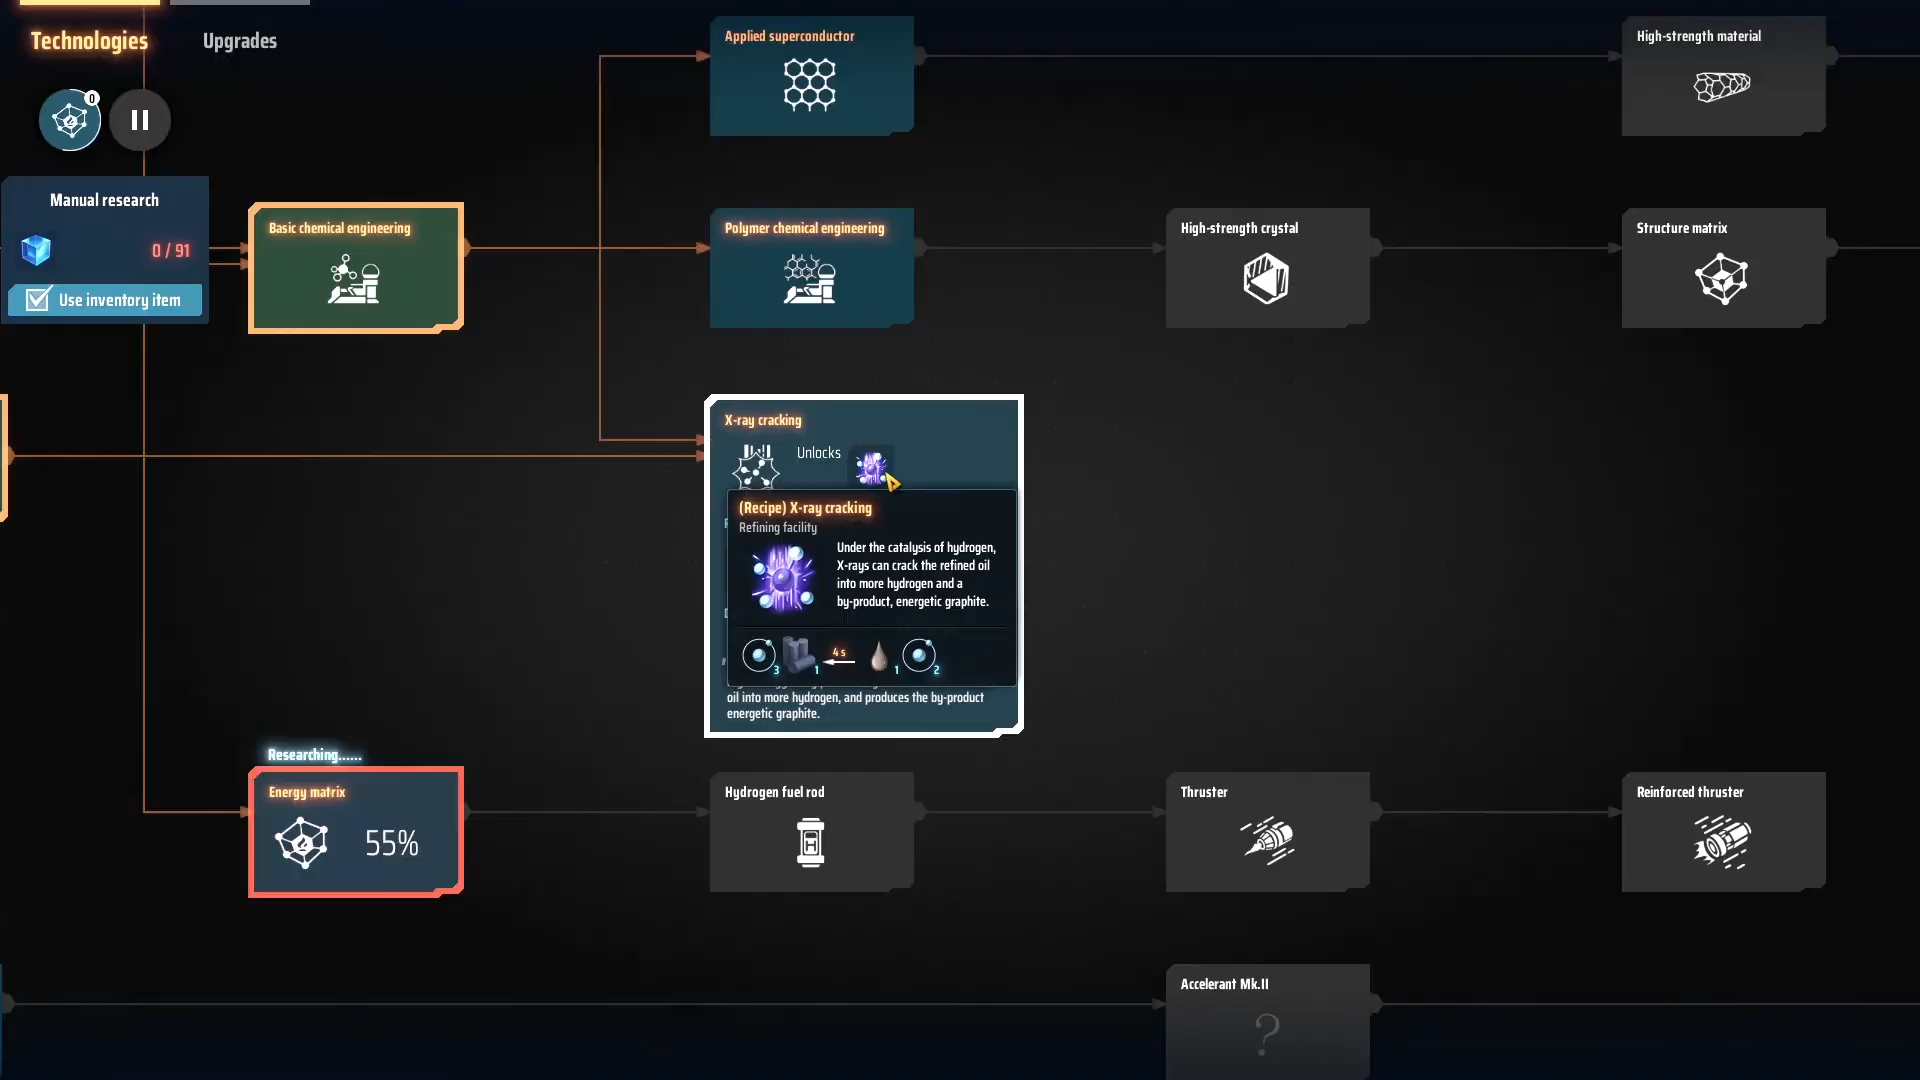 Technologies
Upgrades
0
Manual research
0 / 91
Use inventory item
Applied superconductor
High-strength material
Basic chemical engineering
Polymer chemical engineering
High-strength crystal
Structure matrix
X-ray cracking
Unlocks
(Recipe) X-ray cracking
Refining facility
Under the catalysis of hydrogen,
X-rays can crack the refined oil
into more hydrogen and a
by-product, energetic graphite.
3 1 4 s 1 2
oil into more hydrogen, and produces the by-product
energetic graphite.
Researching......
Energy matrix
55%
Hydrogen fuel rod
Thruster
Reinforced thruster
Accelerant Mk.II
?